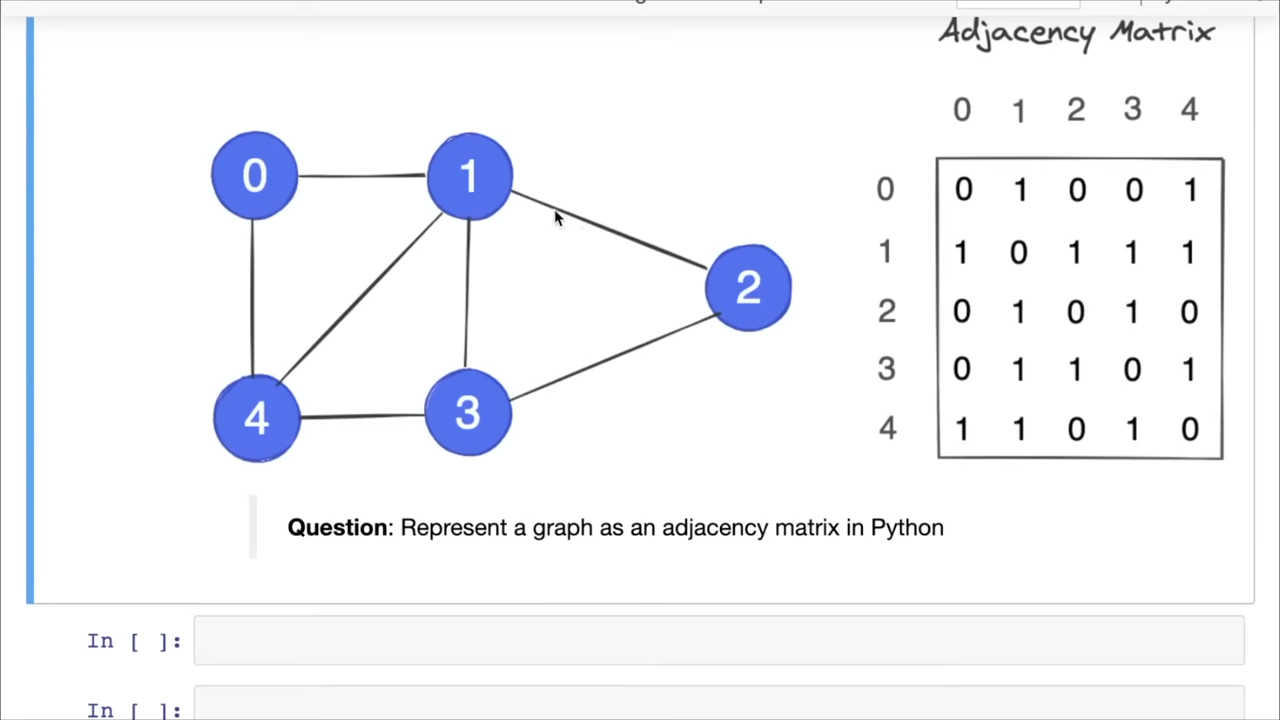 Adjacency Matrix
0 1 2 3 4
0 0 1 0 0 1
1 1 0 1 1 1
2 0 1 0 1 0
3 0 1 1 0 1
4 1 1 0 1 0
0 1
2
4 3
Question: Represent a graph as an adjacency matrix in Python
In [ ]:
In [ ]: